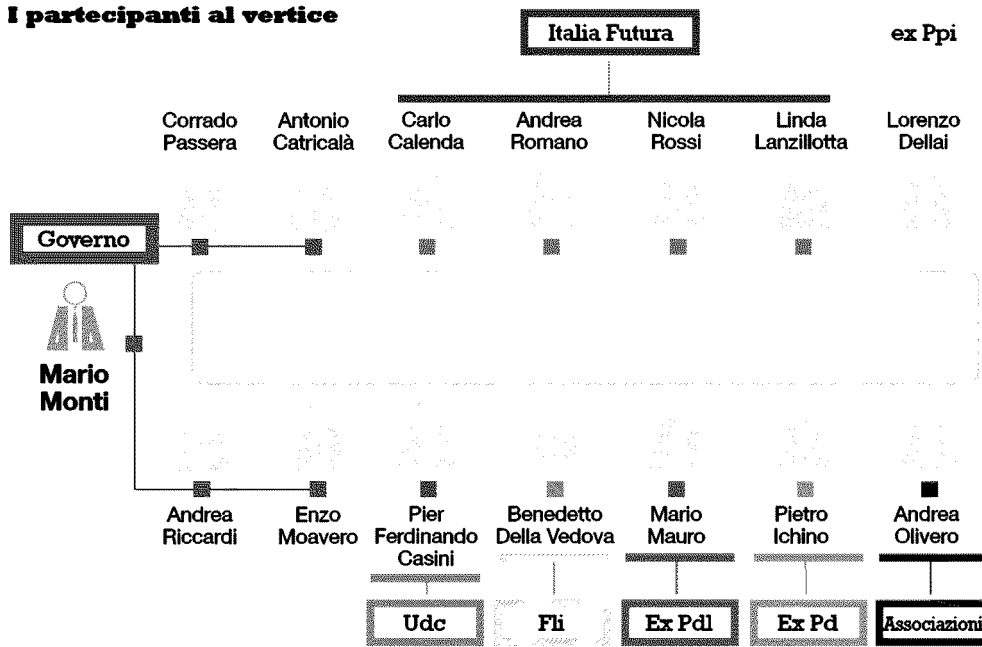 I partecipanti al vertice
Italia Futura
ex Ppi
Corrado
Passera
Antonio
Catricalà
Carlo
Calenda
Andrea
Romano
Nicola
Rossi
Linda
Lanzillotta
Lorenzo
Dellai
Governo
Mario
Monti
Andrea
Riccardi
Enzo
Moavero
Pier
Ferdinando
Casini
Benedetto
Della Vedova
Mario
Mauro
Pietro
Ichino
Andrea
Olivero
Udc
Fli
Ex Pdl
Ex Pd
Associazioni